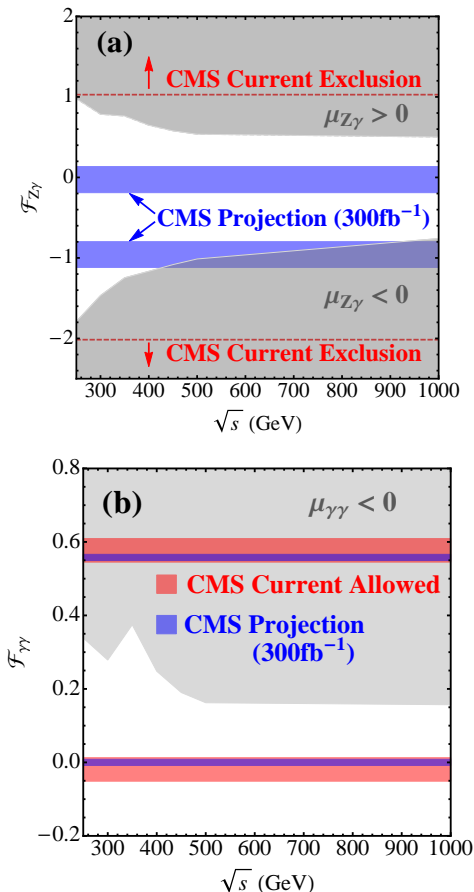 (a)
CMS Current Exclusion
μZγ > 0
CMS Projection (300fb⁻¹)
μZγ < 0
CMS Current Exclusion
ℱZγ
2
1
0
−1
−2
300 400 500 600 700 800 900 1000
√s (GeV)
(b)
μγγ < 0
CMS Current Allowed
CMS Projection
(300fb⁻¹)
ℱγγ
0.8
0.6
0.4
0.2
0.0
−0.2
300 400 500 600 700 800 900 1000
√s (GeV)